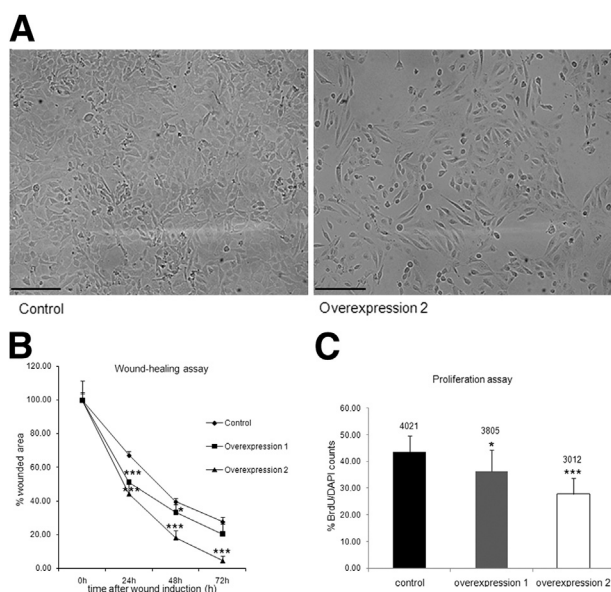 A
Control
Overexpression 2
B
Wound-healing assay
% wounded area
120.00
100.00
80.00
60.00
40.00
20.00
0.00
Control
Overexpression 1
Overexpression 2
***
***
*
***
***
0h
24h
48h
72h
time after wound induction (h)
C
Proliferation assay
% BrdU/DAPI counts
60.00
50.00
40.00
30.00
20.00
10.00
0.00
4021
3805
*
3012
***
control
overexpression 1
overexpression 2